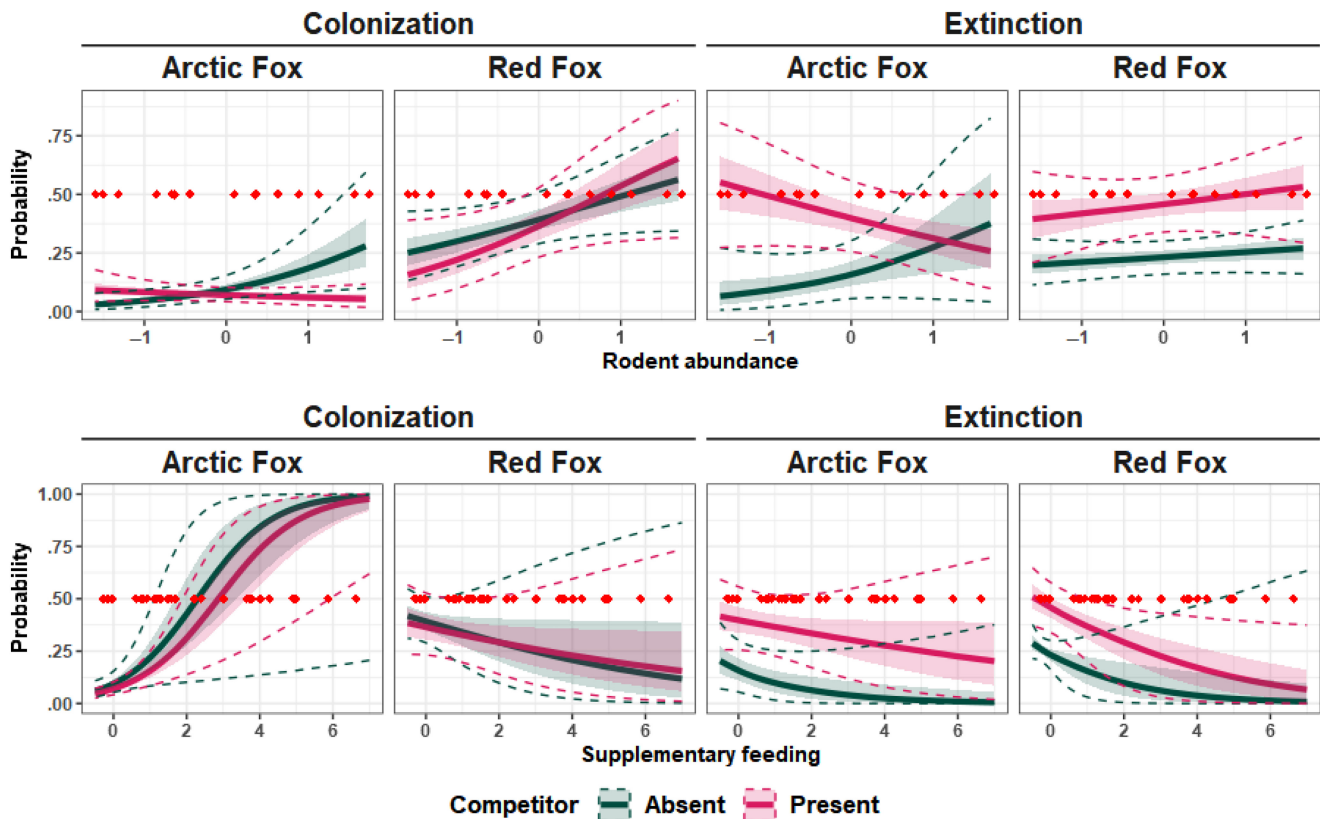 Colonization Extinction
Arctic Fox Red Fox Arctic Fox Red Fox
Probability
.75
.50
.25
.00
–1 0 1 –1 0 1 –1 0 1 –1 0 1
Rodent abundance
Colonization Extinction
Arctic Fox Red Fox Arctic Fox Red Fox
Probability
1.00
.75
.50
.25
.00
0 2 4 6 0 2 4 6 0 2 4 6 0 2 4 6
Supplementary feeding
Competitor Absent Present